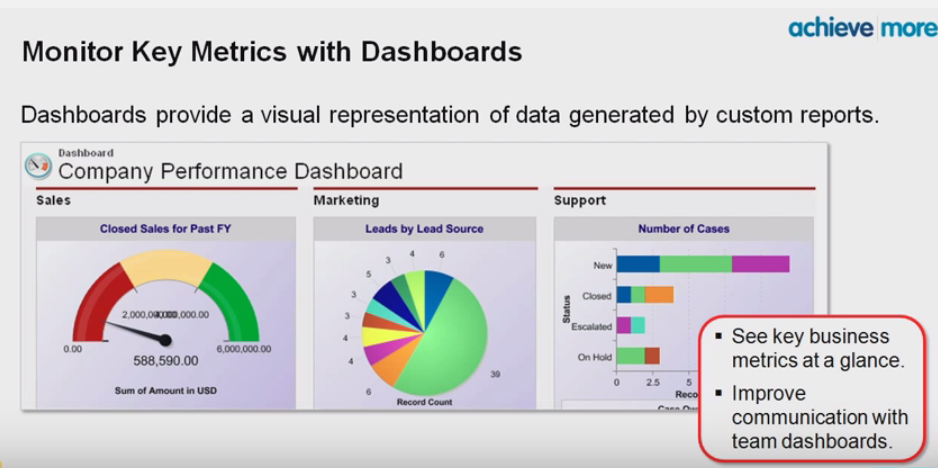 achieve more
Monitor Key Metrics with Dashboards
Dashboards provide a visual representation of data generated by custom reports.
Dashboard
Company Performance Dashboard
Sales
Closed Sales for Past FY
0.00
6,000,000.00
588,590.00
Sum of Amount in USD
Marketing
Leads by Lead Source
3
4
6
5
3
3
4
4
6
39
Record Count
Support
Number of Cases
Status
New
Closed
Escalated
On Hold
0
2.5
5
▪ See key business
metrics at a glance.
▪ Improve
communication with
team dashboards.